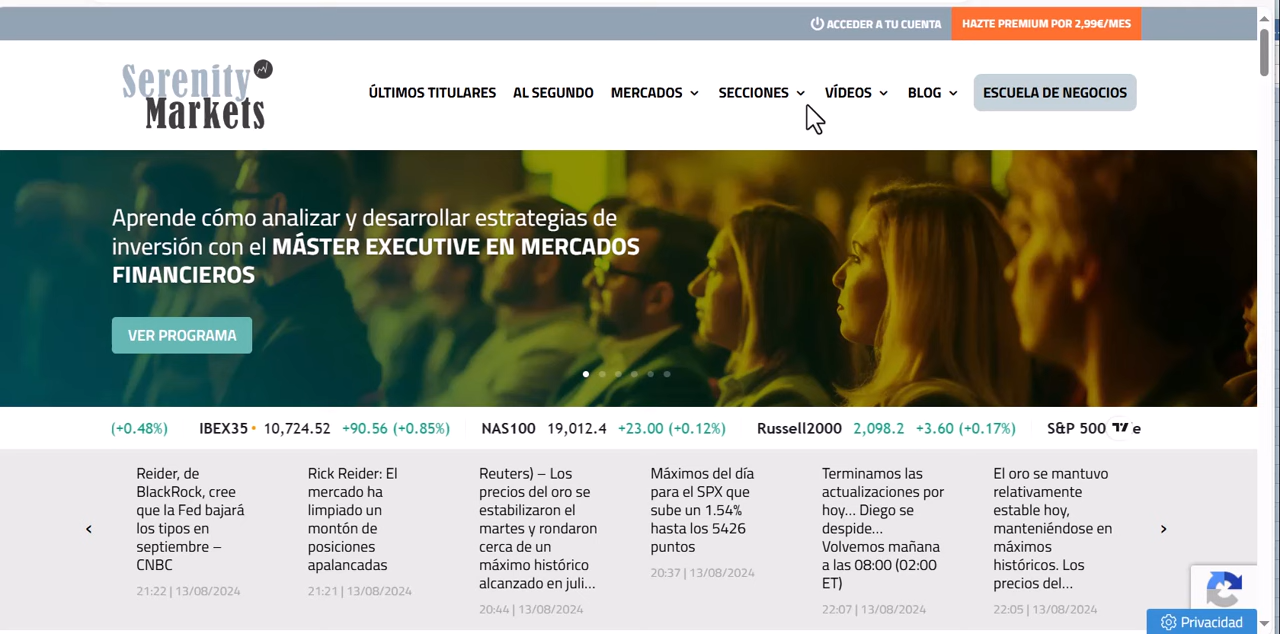 ACCEDER A TU CUENTA
HAZTE PREMIUM POR 2,99€/MES
Serenity
Markets
ÚLTIMOS TITULARES
AL SEGUNDO
MERCADOS
SECCIONES
VÍDEOS
BLOG
ESCUELA DE NEGOCIOS
Aprende cómo analizar y desarrollar estrategias de
inversión con el MÁSTER EXECUTIVE EN MERCADOS
FINANCIEROS
VER PROGRAMA
(+0.48%) IBEX35 10,724.52 +90.56 (+0.85%) NAS100 19,012.4 +23.00 (+0.12%) Russell2000 2,098.2 +3.60 (+0.17%) S&P 500 e
Reider, de
BlackRock, cree
que la Fed bajará
los tipos en
septiembre –
CNBC
21:22 | 13/08/2024
Rick Reider: El
mercado ha
limpiado un
montón de
posiciones
apalancadas
21:21 | 13/08/2024
Reuters) – Los
precios del oro se
estabilizaron el
martes y rondaron
cerca de un
máximo histórico
alcanzado en juli...
20:44 | 13/08/2024
Máximos del día
para el SPX que
sube un 1.54%
hasta los 5426
puntos
20:37 | 13/08/2024
Terminamos las
actualizaciones por
hoy... Diego se
despide...
Volvemos mañana
a las 08:00 (02:00
ET)
22:07 | 13/08/2024
El oro se mantuvo
relativamente
estable hoy,
manteniéndose en
máximos
históricos. Los
precios del...
22:05 | 13/08/2024
Privacidad